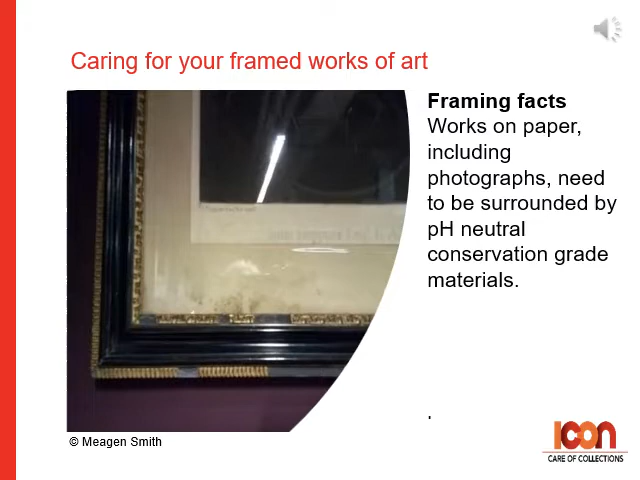 Caring for your framed works of art
Framing facts
Works on paper,
including
photographs, need
to be surrounded by
pH neutral
conservation grade
materials.
.
© Meagen Smith
icon
CARE OF COLLECTIONS